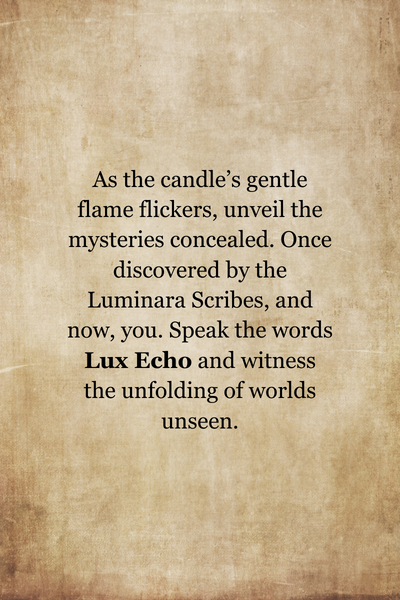 As the candle’s gentle
flame flickers, unveil the
mysteries concealed. Once
discovered by the
Luminara Scribes, and
now, you. Speak the words
Lux Echo and witness
the unfolding of worlds
unseen.